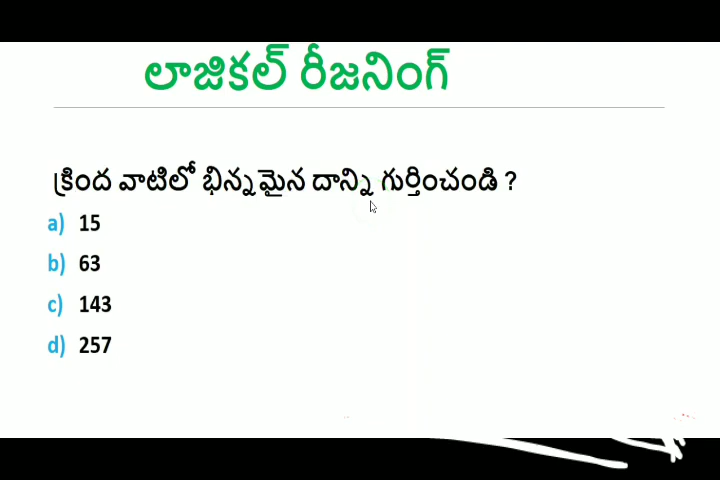 లాజికల్ రీజనింగ్
క్రింద వాటిలో భిన్నమైన దాన్ని గుర్తించండి ?
a) 15
b) 63
c) 143
d) 257